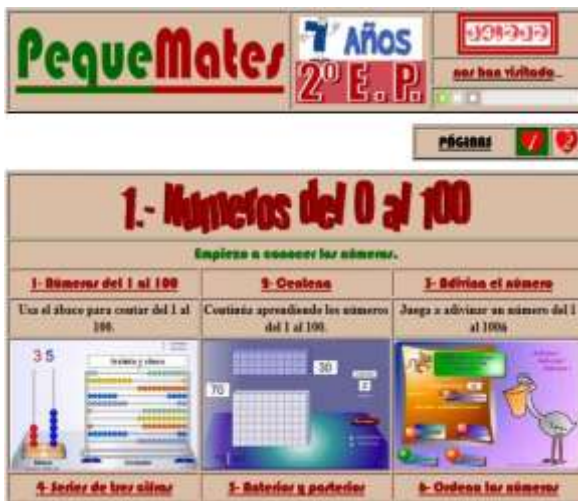 PequeMates
7 Años
2º E. P.
nos han visitado...
PÁGINAS 1 2
1.- Números del 0 al 100
Empiezo a conocer los números.
1- Números del 1 al 100
2- Centena
3- Adivina el número
Usa el ábaco para contar del 1 al
100.
Continúa aprendiendo los números
del 1 al 100.
Juega a adivinar un número del 1
al 100ó
35
30
70
4- Series de tres cifras
5- Anterior y posterior
6- Ordena los números